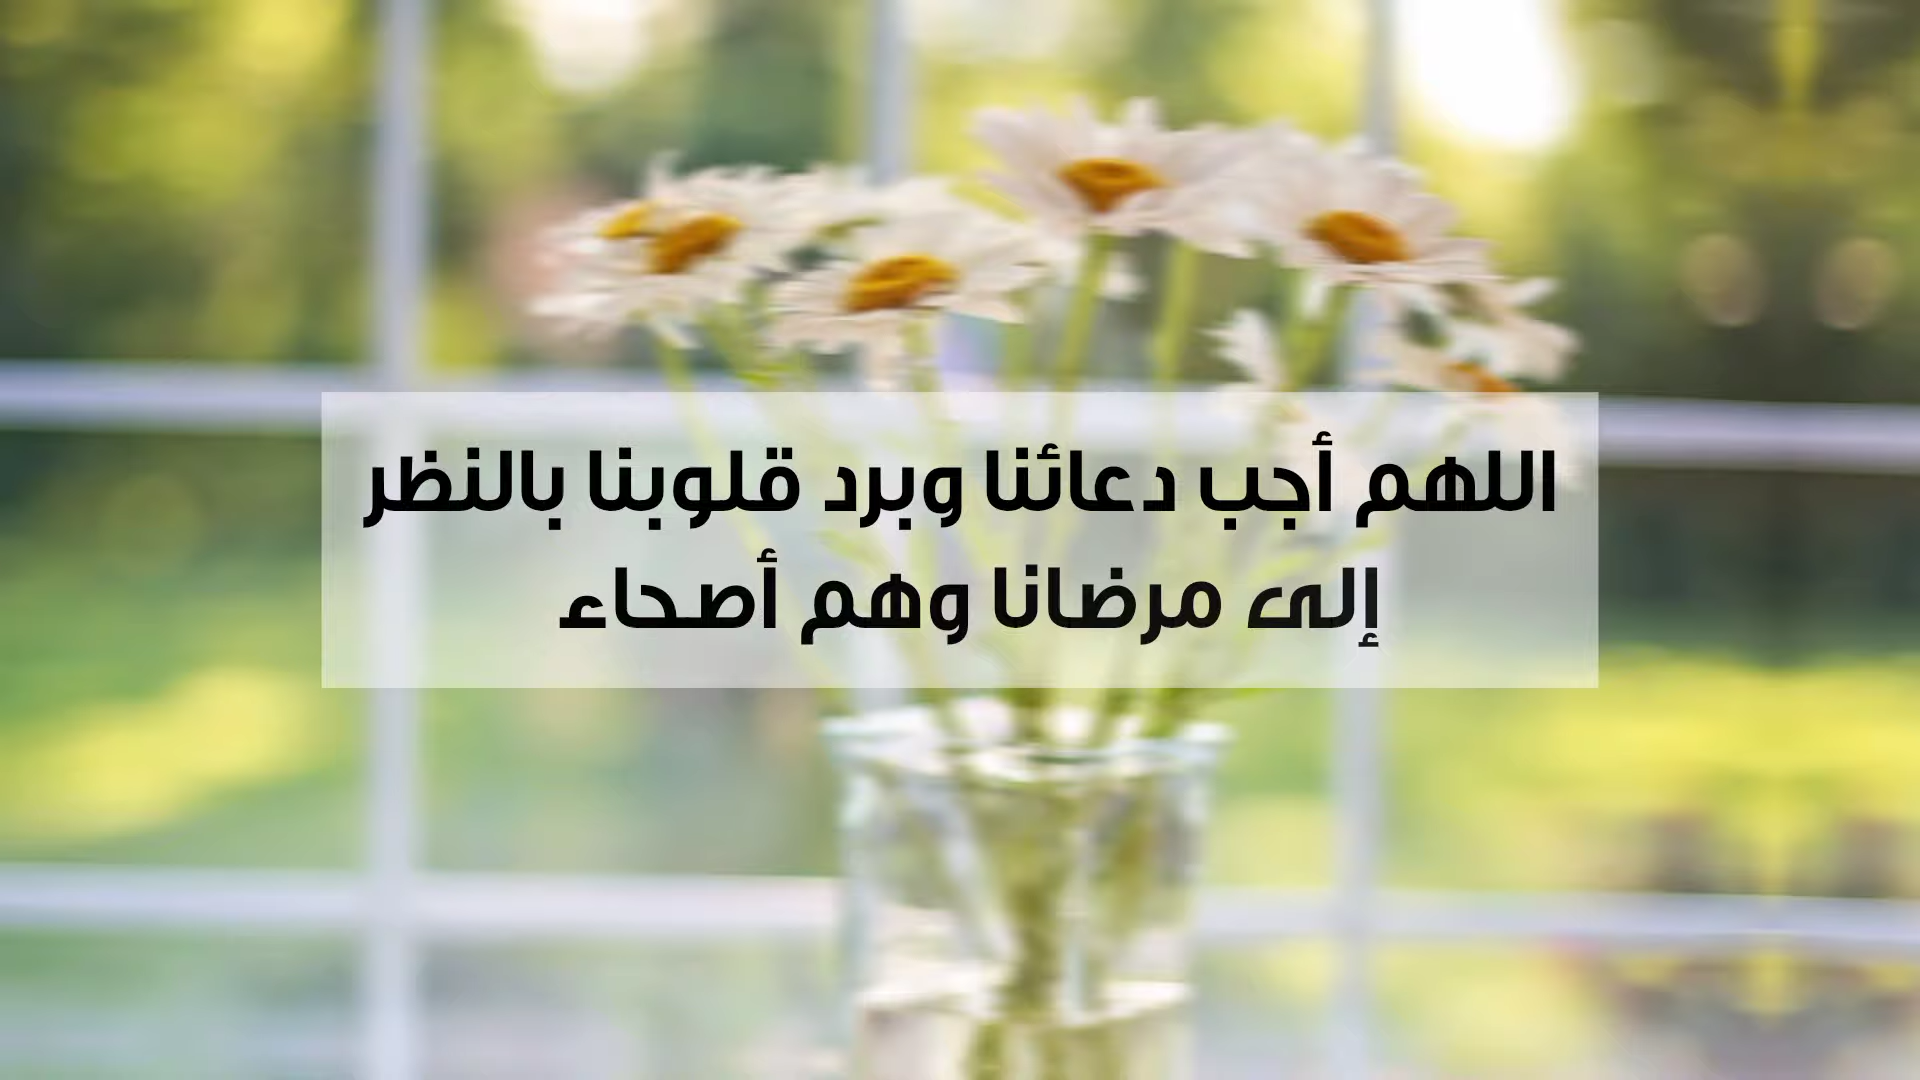 اللهم أجب دعائنا وبرد قلوبنا بالنظر
إلى مرضانا وهم أصحاء